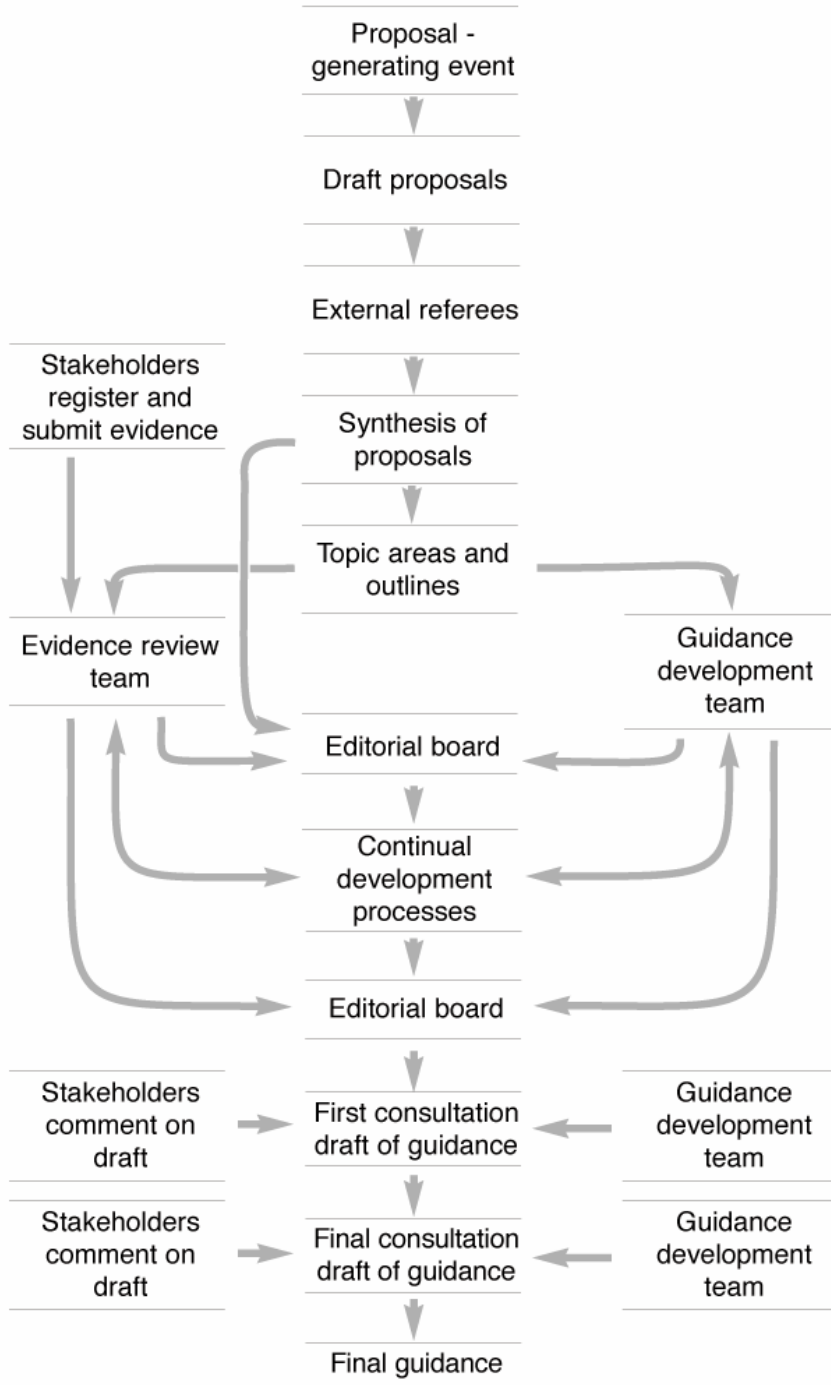 Proposal -
generating event
Draft proposals
External referees
Stakeholders
register and
submit evidence
Synthesis of
proposals
Topic areas and
outlines
Evidence review
team
Guidance
development
team
Editorial board
Continual
development
processes
Editorial board
Stakeholders
comment on
draft
First consultation
draft of guidance
Guidance
development
team
Stakeholders
comment on
draft
Final consultation
draft of guidance
Guidance
development
team
Final guidance